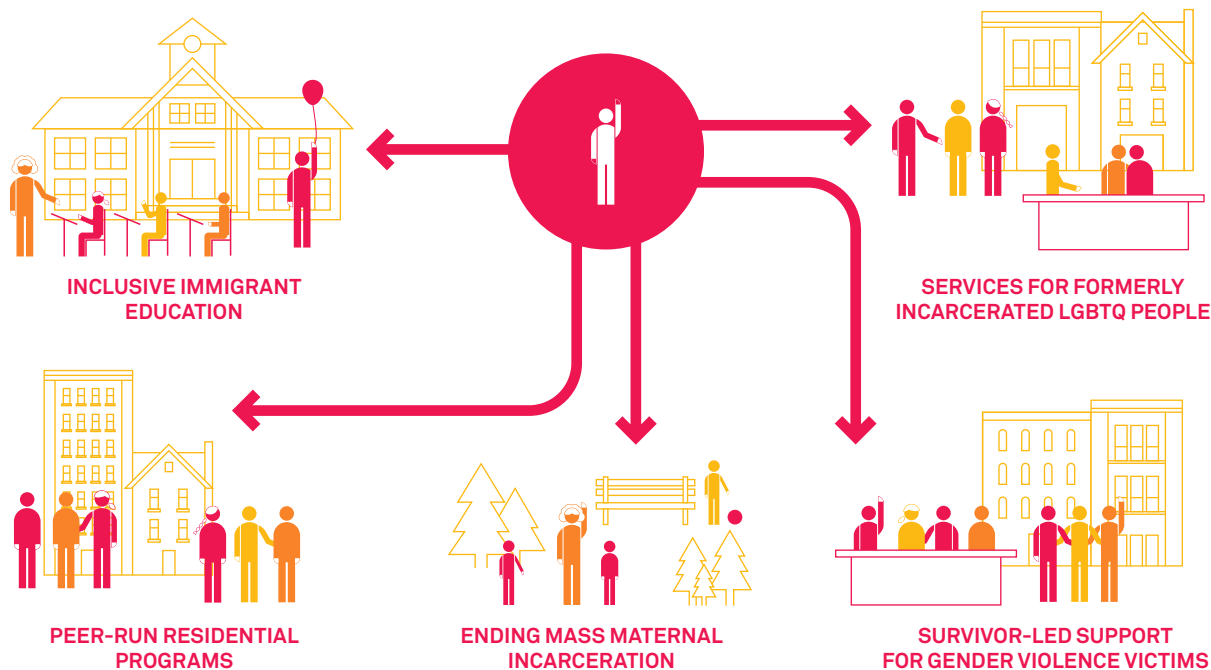 INCLUSIVE IMMIGRANT
EDUCATION
SERVICES FOR FORMERLY
INCARCERATED LGBTQ PEOPLE
PEER-RUN RESIDENTIAL
PROGRAMS
ENDING MASS MATERNAL
INCARCERATION
SURVIVOR-LED SUPPORT
FOR GENDER VIOLENCE VICTIMS